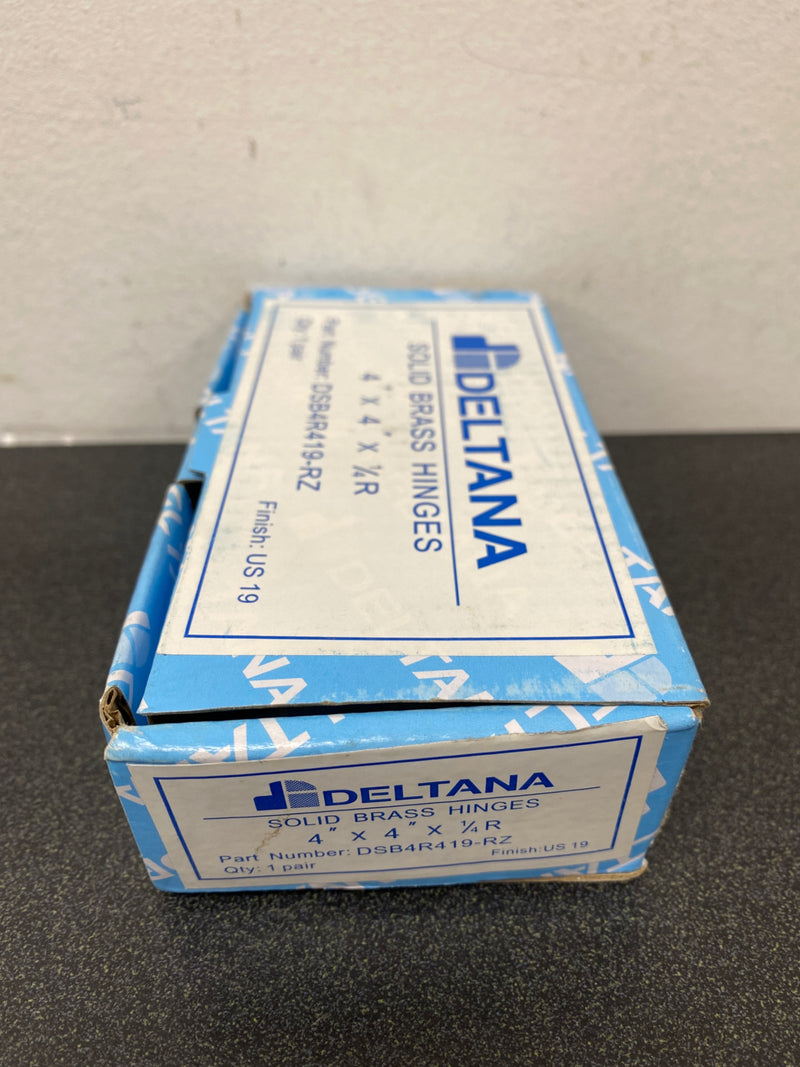 DELTANA
SOLID BRASS HINGES
4" X 4" X ¼R
Part Number: DSB4R419-RZ
Qty: 1 pair
Finish: US 19
DELTANA
SOLID BRASS HINGES
4" X 4" X ¼R
Part Number: DSB4R419-RZ
Qty: 1 pair
Finish: US 19